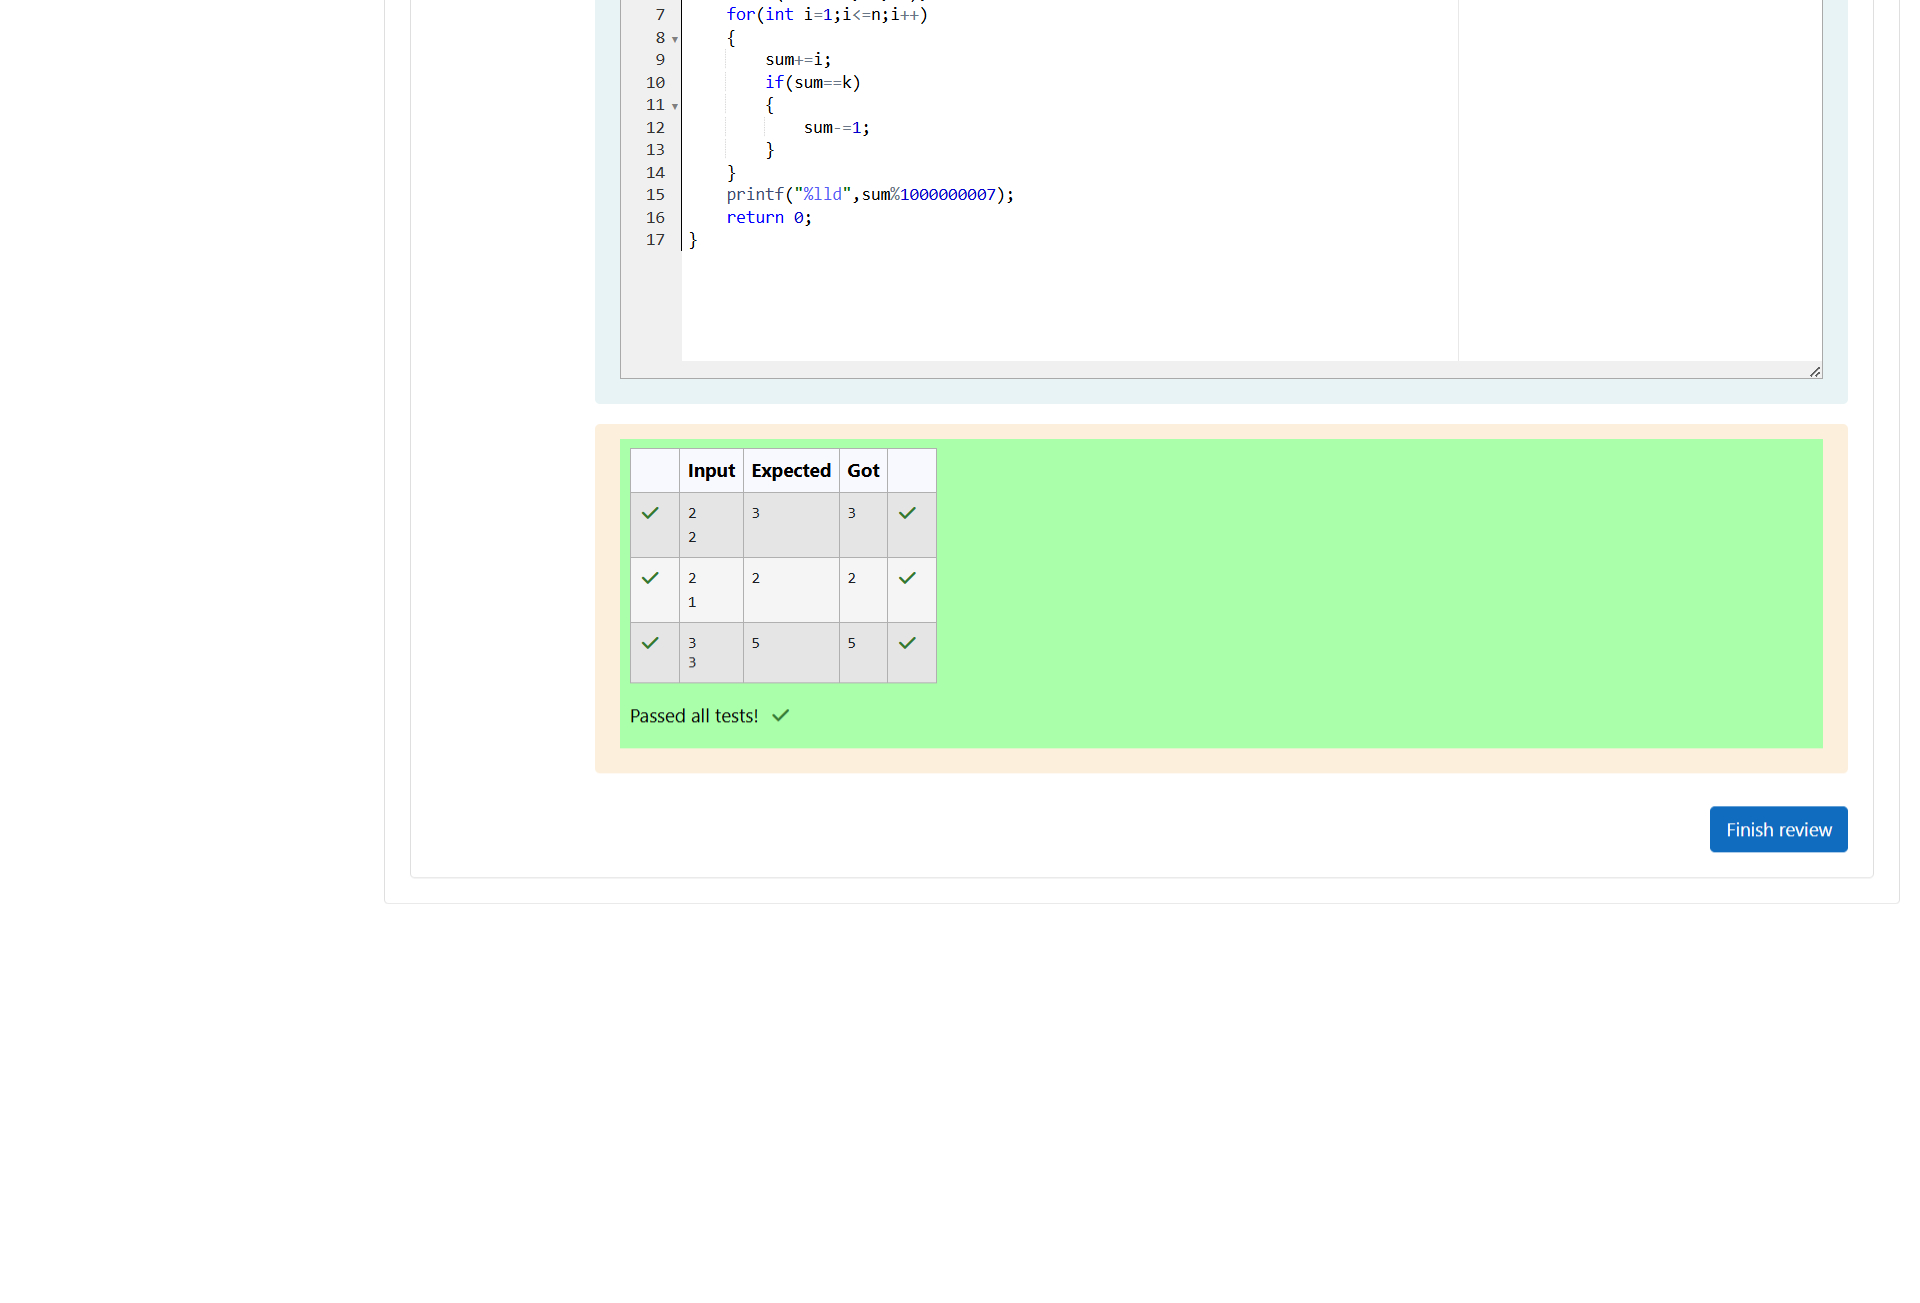 7 for(int i=1;i<=n;i++)
8 {
9 sum+=i;
10 if(sum==k)
11 {
12 sum-=1;
13 }
14 }
15 printf("%lld",sum%1000000007);
16 return 0;
17 }
Input Expected Got
2 3 3
2
2 2 2
1
3 5 5
3
Passed all tests!
Finish review